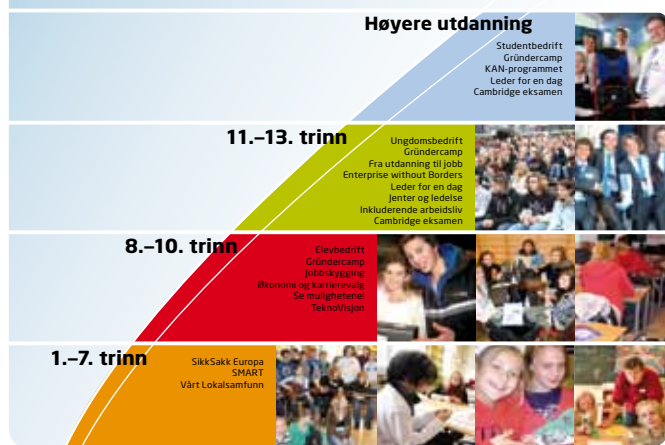 Høyere utdanning
Studentbedrift
Gründercamp
KAN-programmet
Leder for en dag
Cambridge eksamen
11.–13. trinn
Ungdomsbedrift
Gründercamp
Fra utdanning til jobb
Enterprise without Borders
Leder for en dag
Jenter og ledelse
Inkluderende arbeidsliv
Cambridge eksamen
8.–10. trinn
Elevbedrift
Gründercamp
Jobbskygging
Økonomi og karrierevalg
Se mulighetene!
TeknoVisjon
1.–7. trinn
SikkSakk Europa
SMART
Vårt Lokalsamfunn